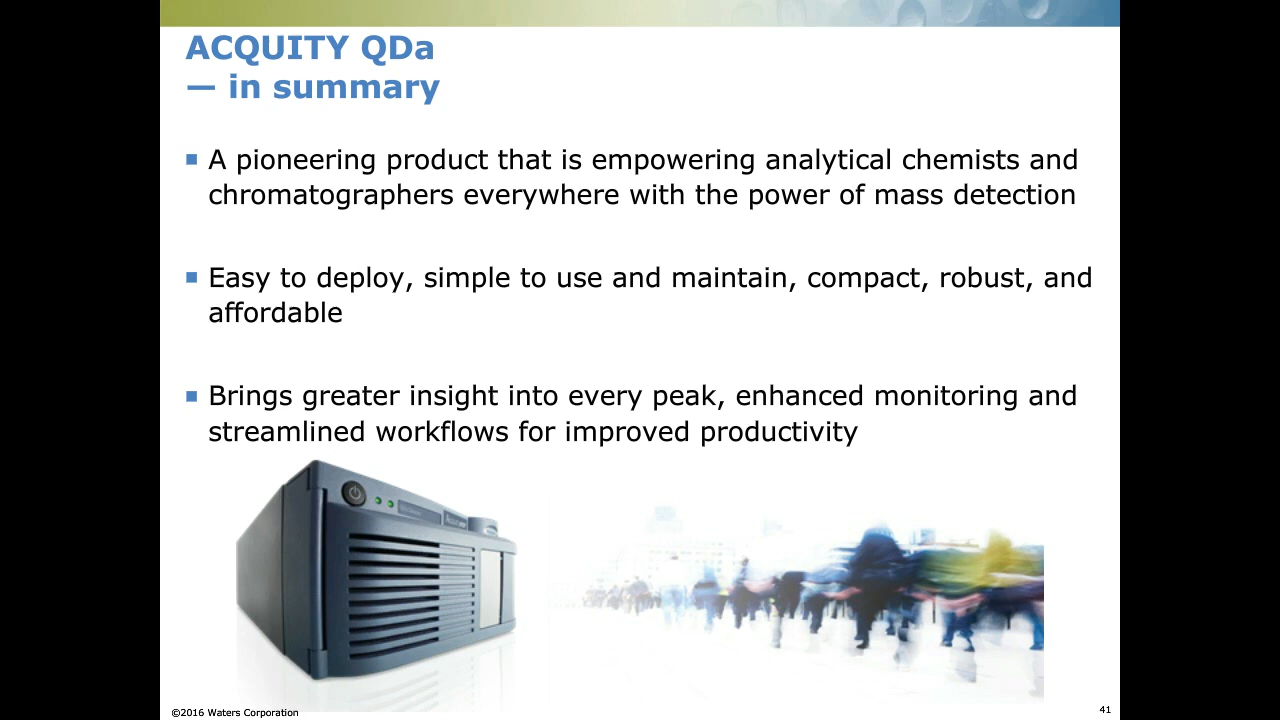 ACQUITY QDa
— in summary
▪ A pioneering product that is empowering analytical chemists and
chromatographers everywhere with the power of mass detection
▪ Easy to deploy, simple to use and maintain, compact, robust, and
affordable
▪ Brings greater insight into every peak, enhanced monitoring and
streamlined workflows for improved productivity
©2016 Waters Corporation
41